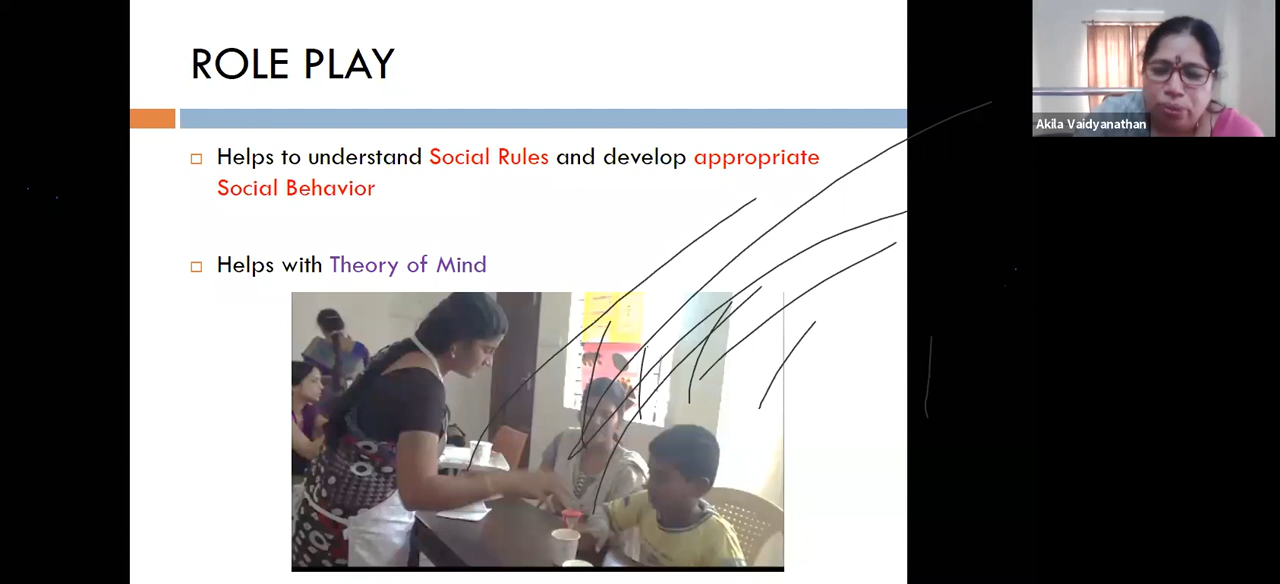 ROLE PLAY
Helps to understand Social Rules and develop appropriate
Social Behavior
Helps with Theory of Mind
Akila Vaidyanathan